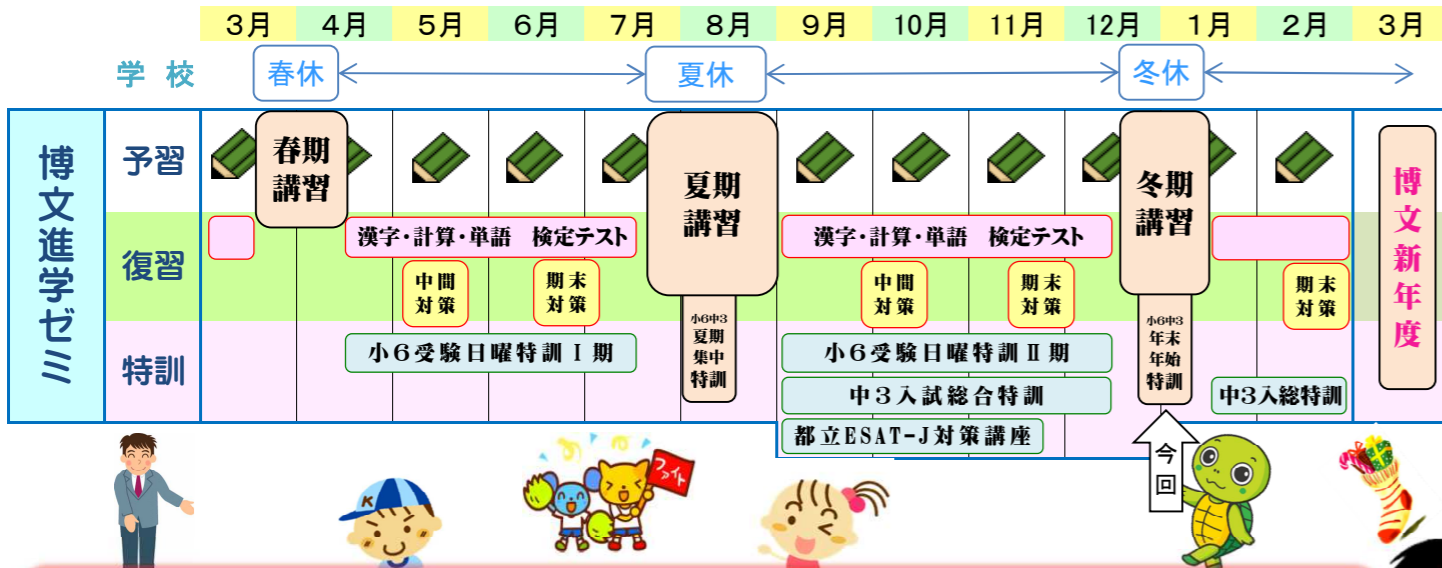 3月 4月 5月 6月 7月 8月 9月 10月 11月 12月 1月 2月 3月
学 校
春休
夏休
冬休
博文進学ゼミ
予習
復習
特訓
春期
講習
夏期
講習
冬期
講習
博文新年度
漢字・計算・単語 検定テスト
漢字・計算・単語 検定テスト
中間
対策
期末
対策
中間
対策
期末
対策
期末
対策
小6中3
夏期
集中
特訓
小6中3
年末
年始
特訓
小6受験日曜特訓Ⅰ期
小6受験日曜特訓Ⅱ期
中3入試総合特訓
中3入総特訓
都立ESAT-J対策講座
今回
K
ファイト